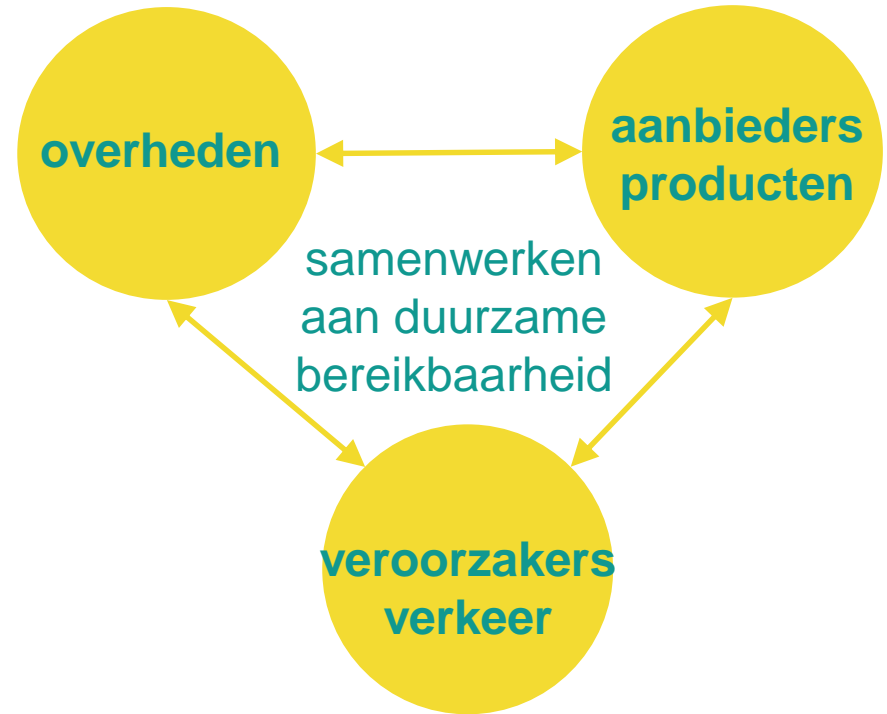 overheden
aanbieders
producten
samenwerken
aan duurzame
bereikbaarheid
veroorzakers
verkeer